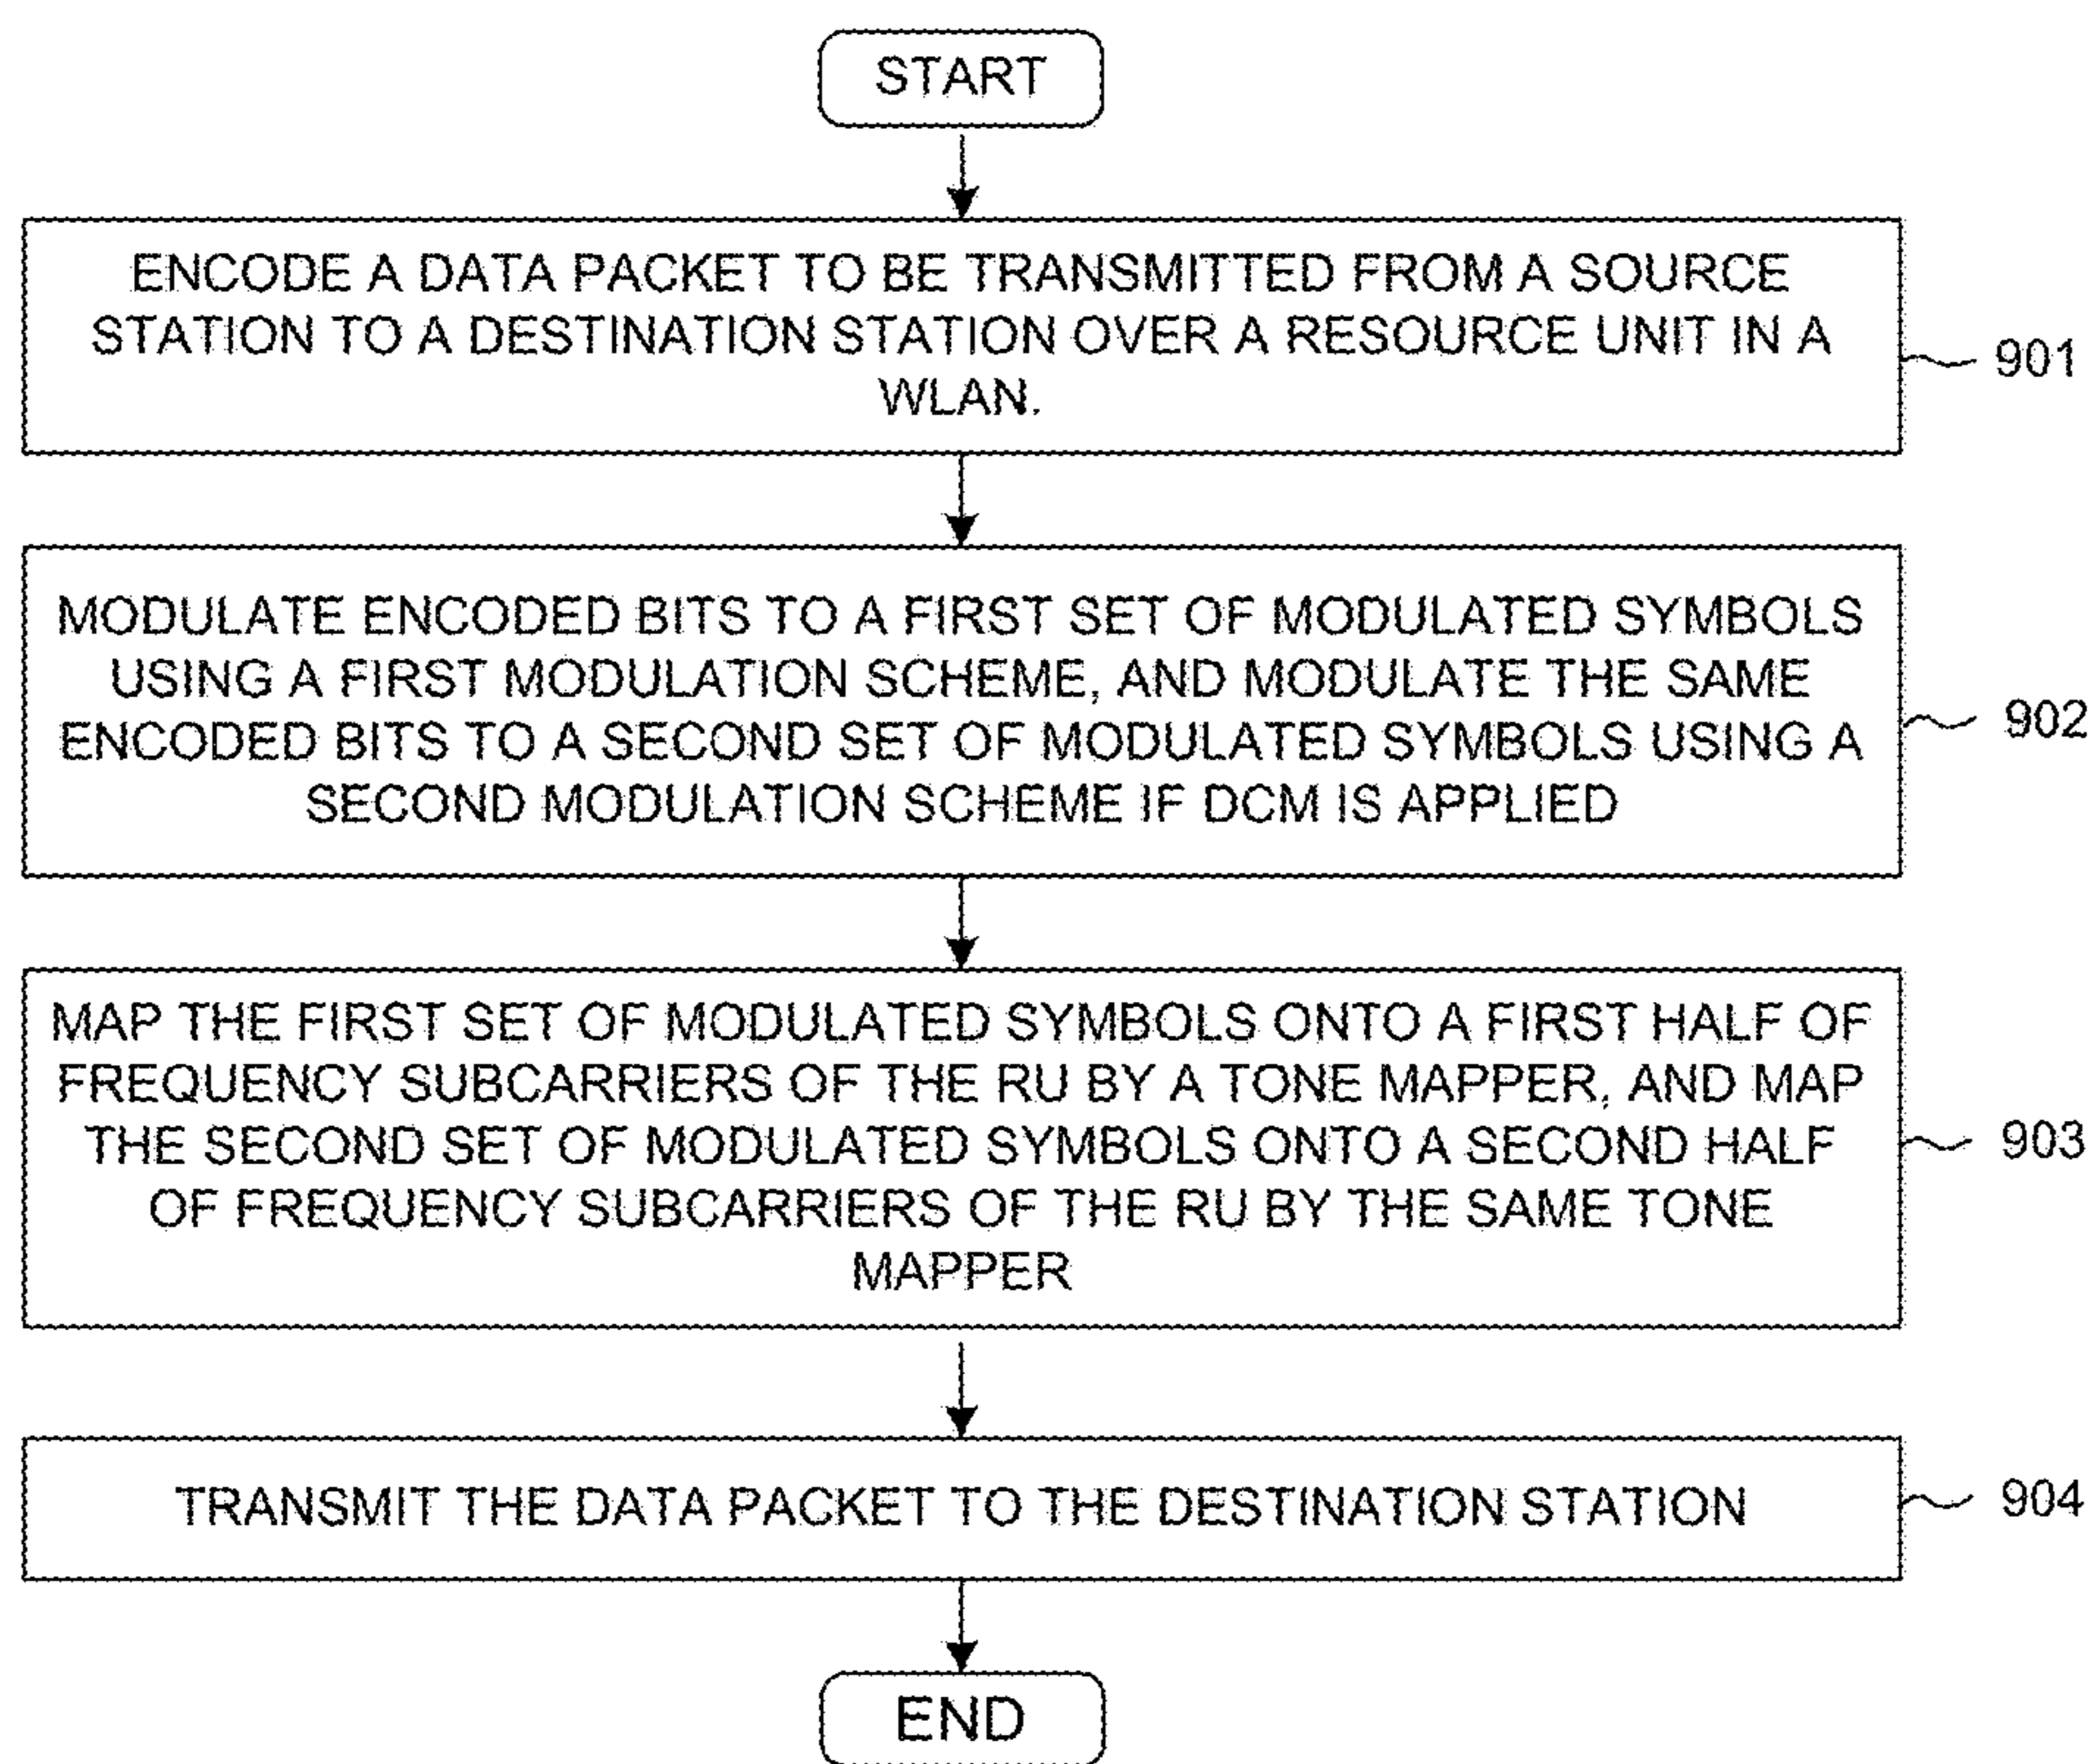 START
ENCODE A DATA PACKET TO BE TRANSMITTED FROM A SOURCE
STATION TO A DESTINATION STATION OVER A RESOURCE UNIT IN A
WLAN.
901
MODULATE ENCODED BITS TO A FIRST SET OF MODULATED SYMBOLS
USING A FIRST MODULATION SCHEME, AND MODULATE THE SAME
ENCODED BITS TO A SECOND SET OF MODULATED SYMBOLS USING A
SECOND MODULATION SCHEME IF DCM IS APPLIED
902
MAP THE FIRST SET OF MODULATED SYMBOLS ONTO A FIRST HALF OF
FREQUENCY SUBCARRIERS OF THE RU BY A TONE MAPPER, AND MAP
THE SECOND SET OF MODULATED SYMBOLS ONTO A SECOND HALF
OF FREQUENCY SUBCARRIERS OF THE RU BY THE SAME TONE
MAPPER
903
TRANSMIT THE DATA PACKET TO THE DESTINATION STATION
904
END